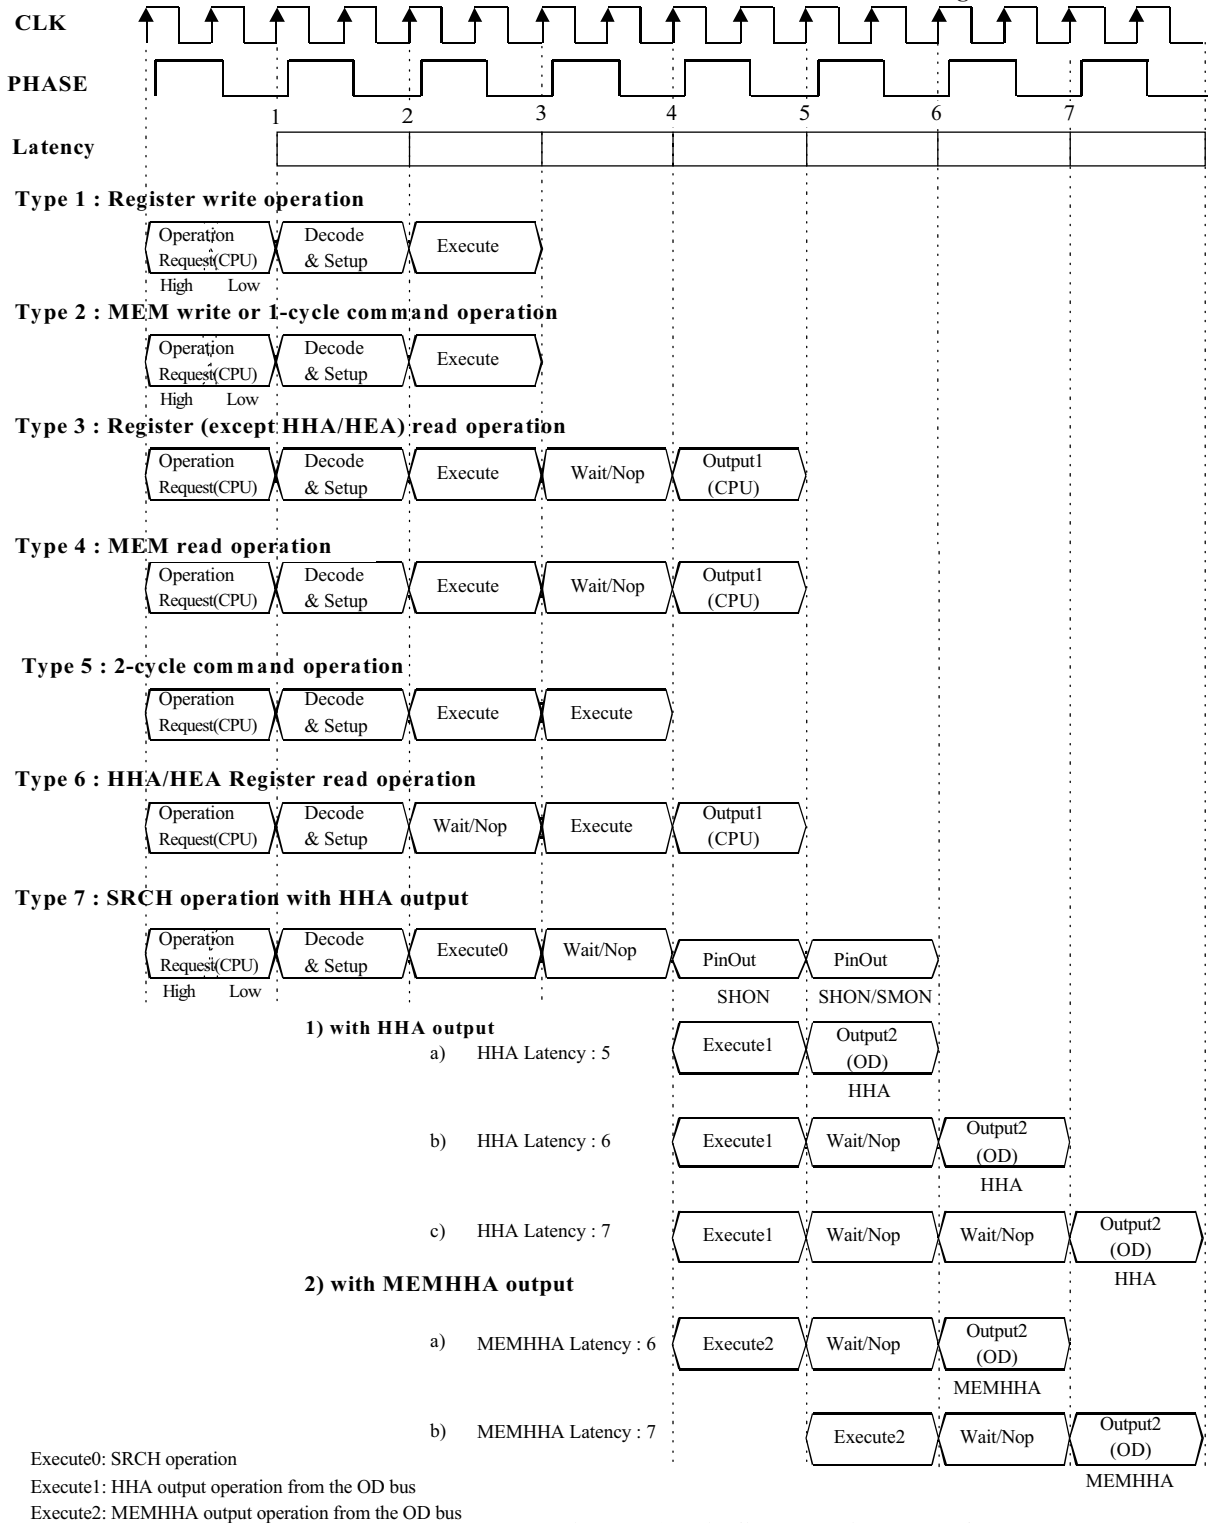 CLK
PHASE
1 2 3 4 5 6 7
Latency
Type 1 : Register write operation
Operation Decode
Execute
Request(CPU) & Setup
High Low
Type 2 : MEM write or 1-cycle command operation
Operation Decode
Execute
Request(CPU) & Setup
High Low
Type 3 : Register (except HHA/HEA) read operation
Operation Decode Output1
Execute Wait/Nop
Request(CPU) & Setup (CPU)
Type 4 : MEM read operation
Operation Decode Output1
Execute Wait/Nop
Request(CPU) & Setup (CPU)
Type 5 : 2-cycle command operation
Operation Decode
Execute Execute
Request(CPU) & Setup
Type 6 : HHA/HEA Register read operation
Operation Decode Output1
Wait/Nop Execute
Request(CPU) & Setup (CPU)
Type 7 : SRCH operation with HHA output
Operation Decode
Execute0 Wait/Nop PinOut PinOut
Request(CPU) & Setup
High Low SHON SHON/SMON
1) with HHA output
a) HHA Latency : 5 Execute1 Output2
(OD)
HHA
b) HHA Latency : 6 Execute1 Wait/Nop Output2
(OD)
HHA
c) HHA Latency : 7 Execute1 Wait/Nop Wait/Nop Output2
(OD)
HHA
2) with MEMHHA output
a) MEMHHA Latency : 6 Execute2 Wait/Nop Output2
(OD)
MEMHHA
b) MEMHHA Latency : 7 Execute2 Wait/Nop Output2
(OD)
MEMHHA
Execute0: SRCH operation
Execute1: HHA output operation from the OD bus
Execute2: MEMHHA output operation from the OD bus